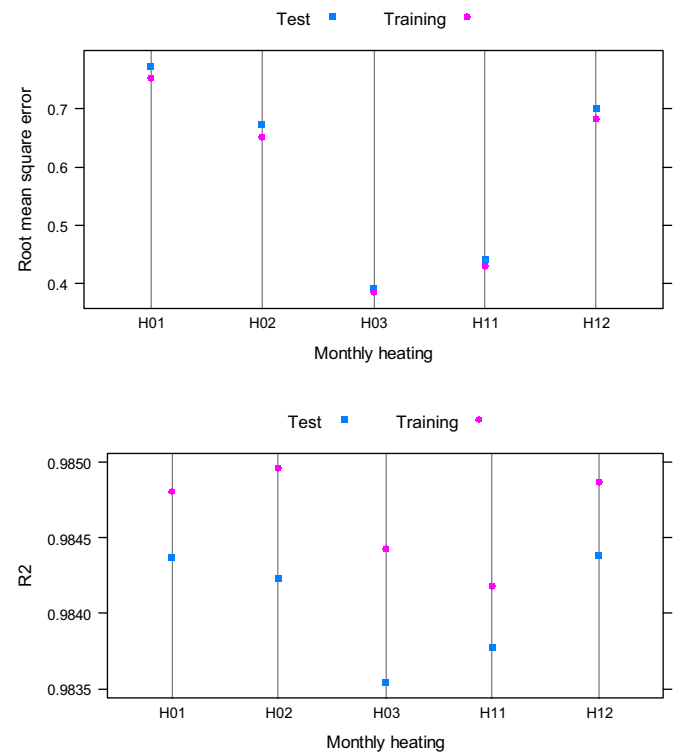 Test Training
Root mean square error
0.7
0.6
0.5
0.4
H01 H02 H03 H11 H12
Monthly heating
Test Training
R2
0.9850
0.9845
0.9840
0.9835
H01 H02 H03 H11 H12
Monthly heating